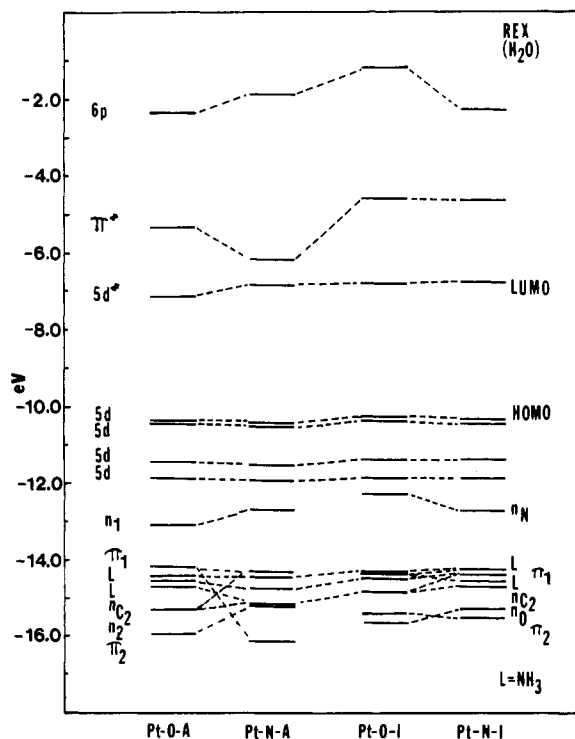 REX
(H₂O)
-2.0
6p
-4.0
π*
-6.0
5d*
LUMO
-8.0
eV
-10.0
5d
HOMO
5d
5d
5d
-12.0
n₁
nN
-14.0
π₁
L
L
nC₂
n₂
π₂
L
π₁
L
nC₂
nO
π₂
-16.0
L=NH₃
Pt-O-A
Pt-N-A
Pt-O-I
Pt-N-I